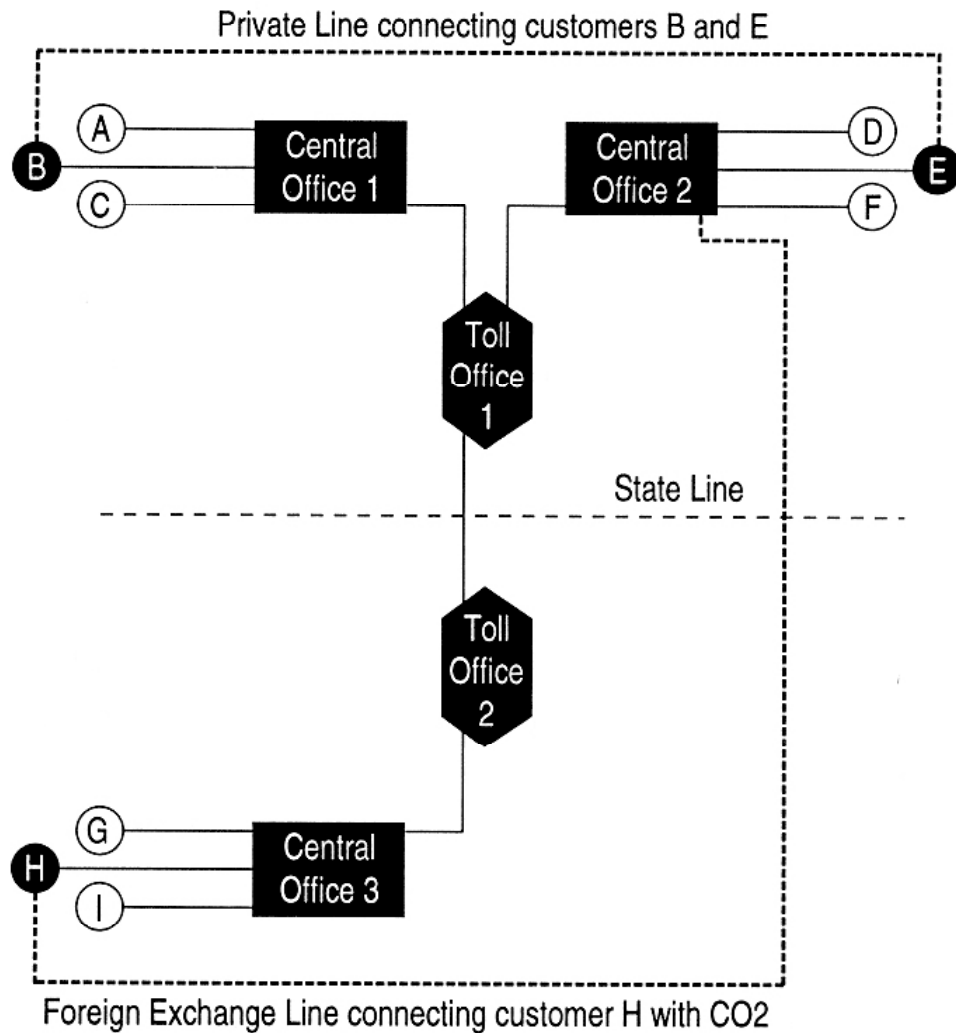 Private Line connecting customers B and E
A
B
C
Central
Office 1
Central
Office 2
D
E
F
Toll
Office
1
State Line
Toll
Office
2
G
H
I
Central
Office 3
Foreign Exchange Line connecting customer H with CO2